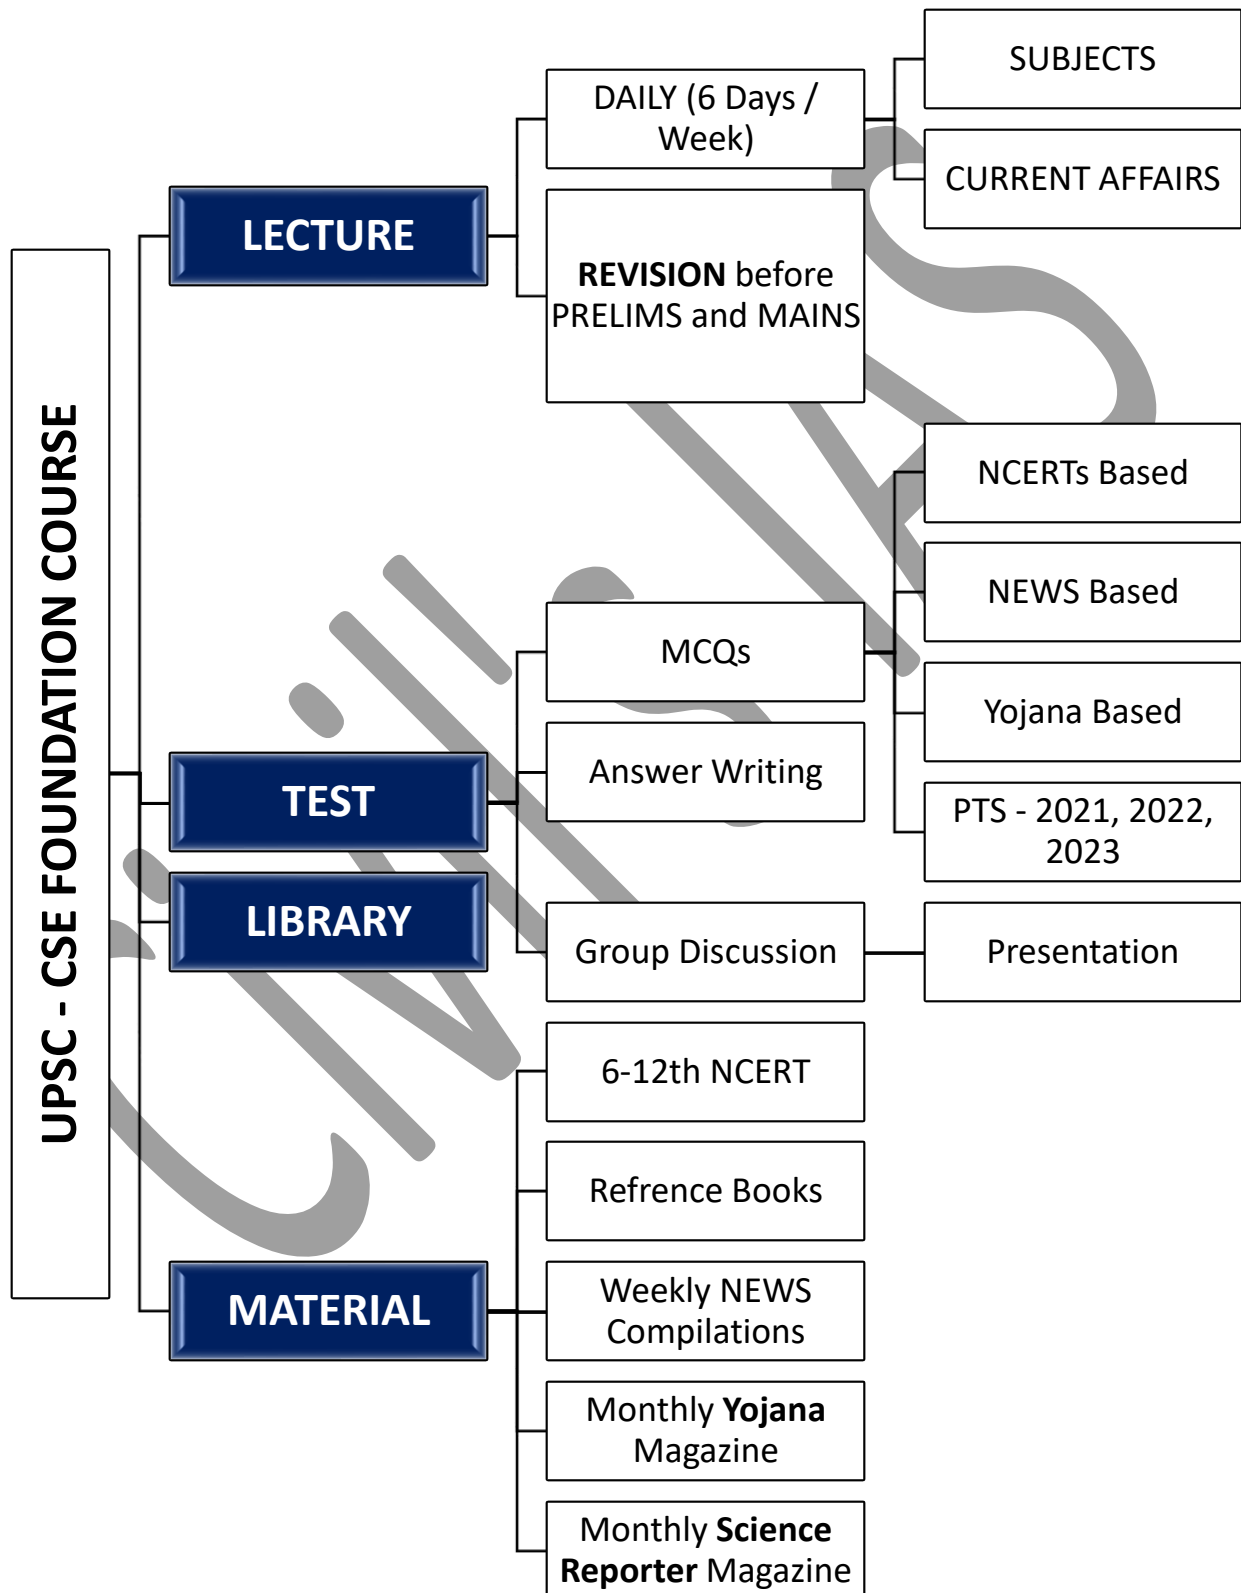 UPSC - CSE FOUNDATION COURSE
LECTURE
DAILY (6 Days /
Week)
SUBJECTS
CURRENT AFFAIRS
REVISION before
PRELIMS and MAINS
TEST
MCQs
NCERTs Based
NEWS Based
Yojana Based
PTS - 2021, 2022,
2023
Answer Writing
Group Discussion
Presentation
LIBRARY
MATERIAL
6-12th NCERT
Refrence Books
Weekly NEWS
Compilations
Monthly Yojana
Magazine
Monthly Science
Reporter Magazine
Civil's IAS